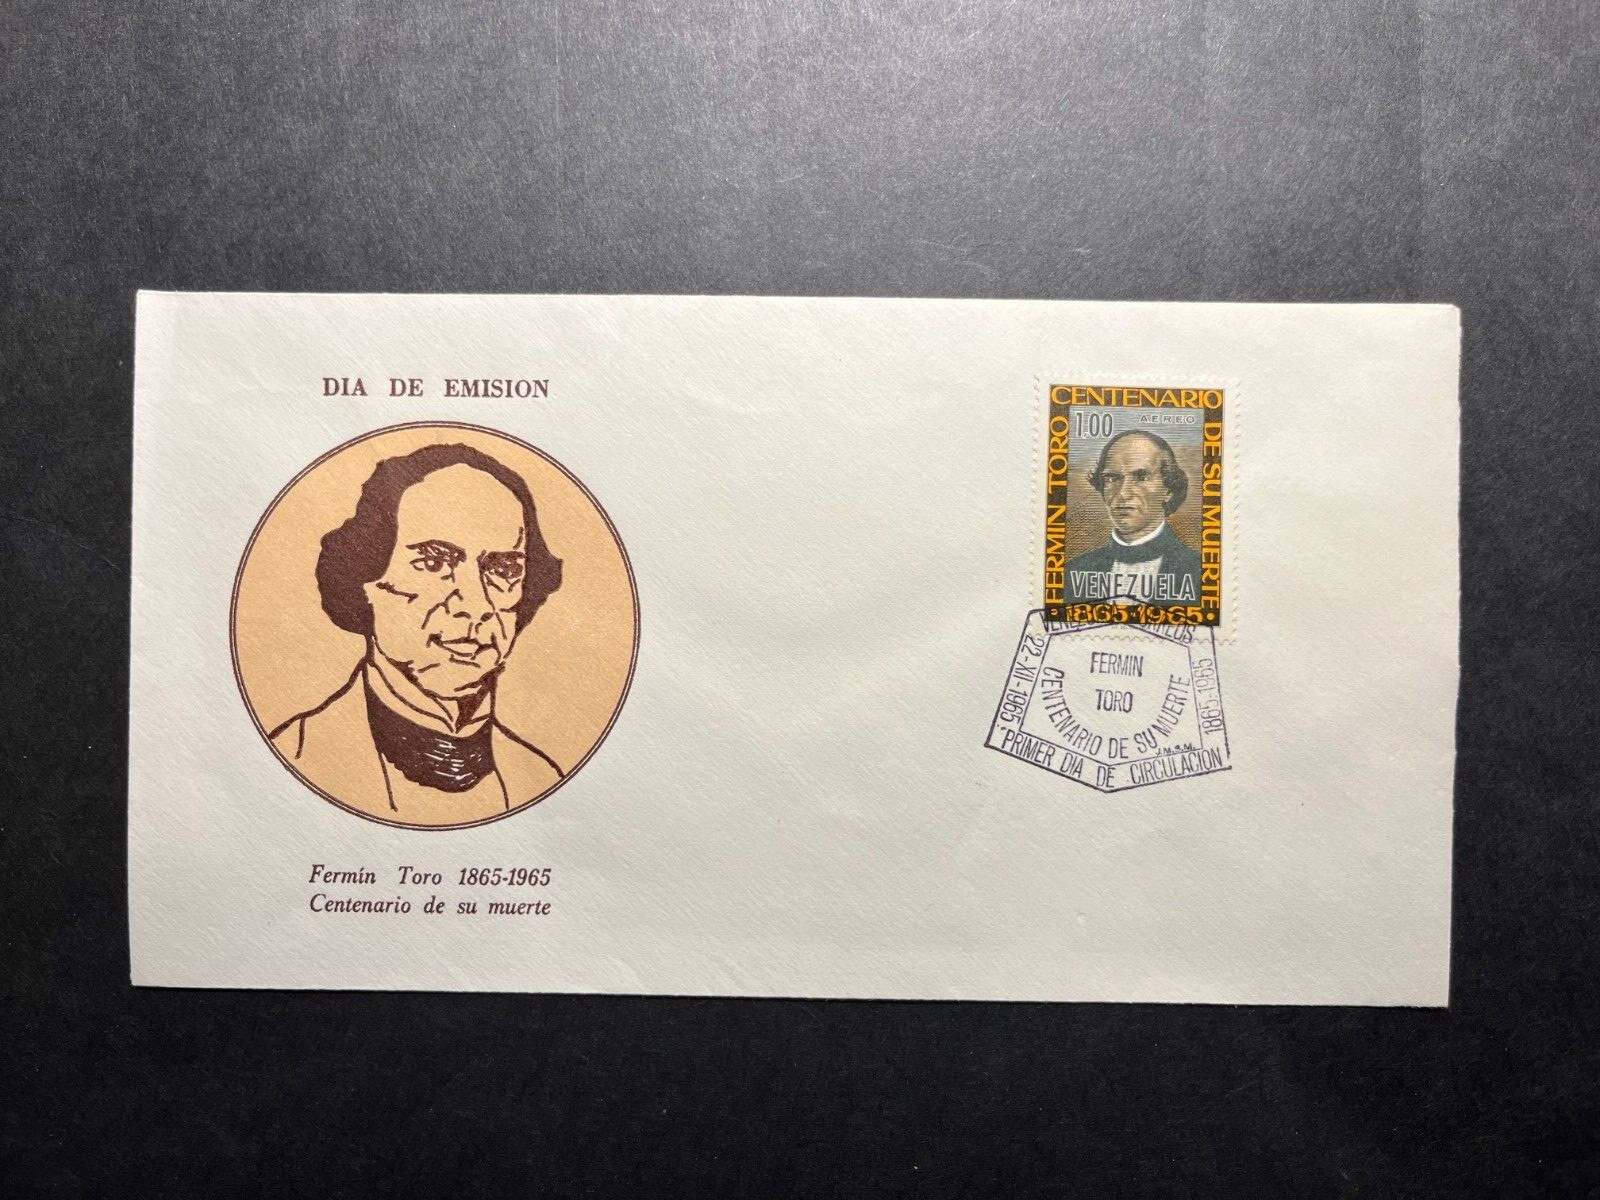 DIA DE EMISION
Fermín Toro 1865-1965
Centenario de su muerte
CENTENARIO
DE SU MUERTE
FERMIN TORO
1,00 AEREO
VENEZUELA
• 1865-1965 •
22-XII-1965
FERMIN
TORO
CENTENARIO DE SU MUERTE
1865-1965
J.M.S.M.
PRIMER DIA DE CIRCULACION